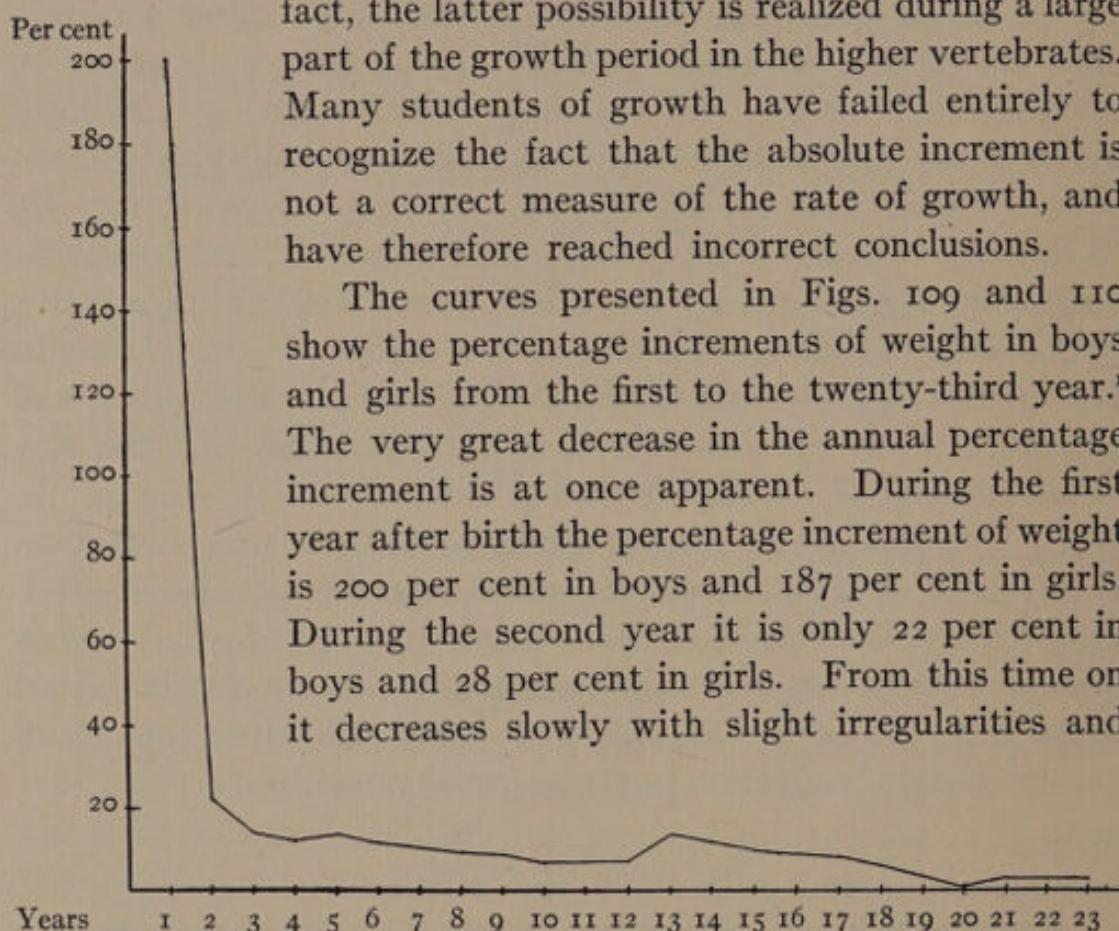 fact, the latter possibility is realized during a large
part of the growth period in the higher vertebrates.
Many students of growth have failed entirely to
recognize the fact that the absolute increment is
not a correct measure of the rate of growth, and
have therefore reached incorrect conclusions.
The curves presented in Figs. 109 and 110
show the percentage increments of weight in boys
and girls from the first to the twenty-third year.
The very great decrease in the annual percentage
increment is at once apparent. During the first
year after birth the percentage increment of weight
is 200 per cent in boys and 187 per cent in girls
During the second year it is only 22 per cent in
boys and 28 per cent in girls. From this time on
it decreases slowly with slight irregularities and
Per cent
200
180
160
140
120
100
80
60
40
20
Years 1 2 3 4 5 6 7 8 9 10 11 12 13 14 15 16 17 18 19 20 21 22 23